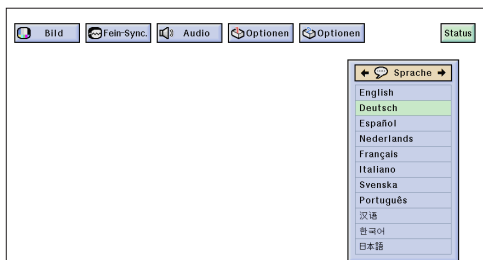 Bild Fein-Sync. Audio Optionen Optionen Status
Sprache
English
Deutsch
Español
Nederlands
Français
Italiano
Svenska
Português
汉语
한국어
日本語